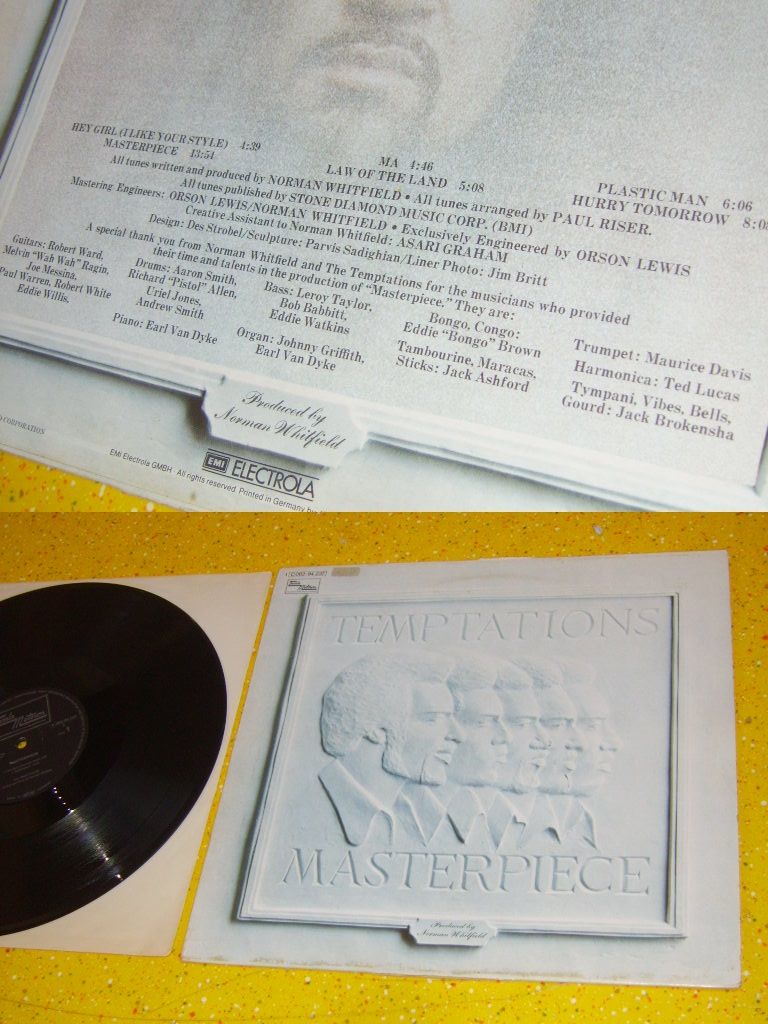 HEY GIRL (I LIKE YOUR STYLE) 4:39
MASTERPIECE 13:54
MA 4:46
LAW OF THE LAND 5:08
PLASTIC MAN 6:06
HURRY TOMORROW 8:0
All tunes written and produced by NORMAN WHITFIELD • All tunes arranged by PAUL RISER.
All tunes published by STONE DIAMOND MUSIC CORP. (BMI)
Mastering Engineers: ORSON LEWIS/NORMAN WHITFIELD • Exclusively Engineered by ORSON LEWIS
Creative Assistant to Norman Whitfield: ASARI GRAHAM
Design: Des Strobel/Sculpture: Parvis Sadighian/Liner Photo: Jim Britt
A special thank you from Norman Whitfield and The Temptations for the musicians who provided
their time and talents in the production of "Masterpiece." They are:
Guitars: Robert Ward,
Melvin "Wah Wah" Ragin,
Joe Messina,
Paul Warren, Robert White
Eddie Willis.
Drums: Aaron Smith,
Richard "Pistol" Allen,
Uriel Jones,
Andrew Smith
Piano: Earl Van Dyke
Bass: Leroy Taylor,
Bob Babbitt,
Eddie Watkins
Organ: Johnny Griffith,
Earl Van Dyke
Bongo, Congo:
Eddie "Bongo" Brown
Tambourine, Maracas,
Sticks: Jack Ashford
Trumpet: Maurice Davis
Harmonica: Ted Lucas
Tympani, Vibes, Bells,
Gourd: Jack Brokensha
Produced by
Norman Whitfield
CORPORATION
EMI ELECTROLA
EMI Electrola GMBH All rights reserved Printed in Germany by
TEMPTATIONS
MASTERPIECE
Produced by
Norman Whitfield